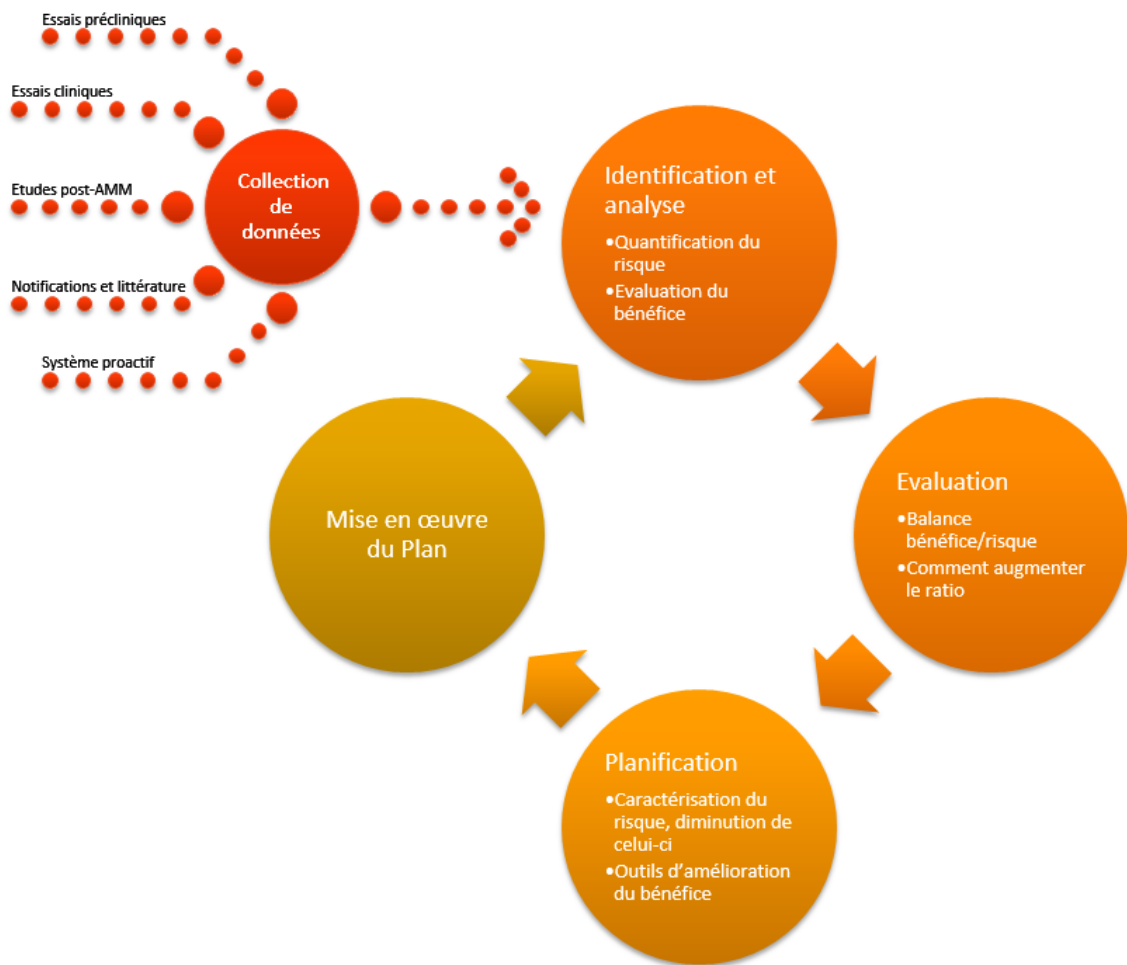 Essais précliniques
Essais cliniques
Etudes post-AMM
Notifications et littérature
Système proactif
Collection
de
données
Identification et
analyse
•Quantification du
risque
•Evaluation du
bénéfice
Evaluation
•Balance
bénéfice/risque
•Comment augmenter
le ratio
Planification
•Caractérisation du
risque, diminution de
celui-ci
•Outils d’amélioration
du bénéfice
Mise en œuvre
du Plan